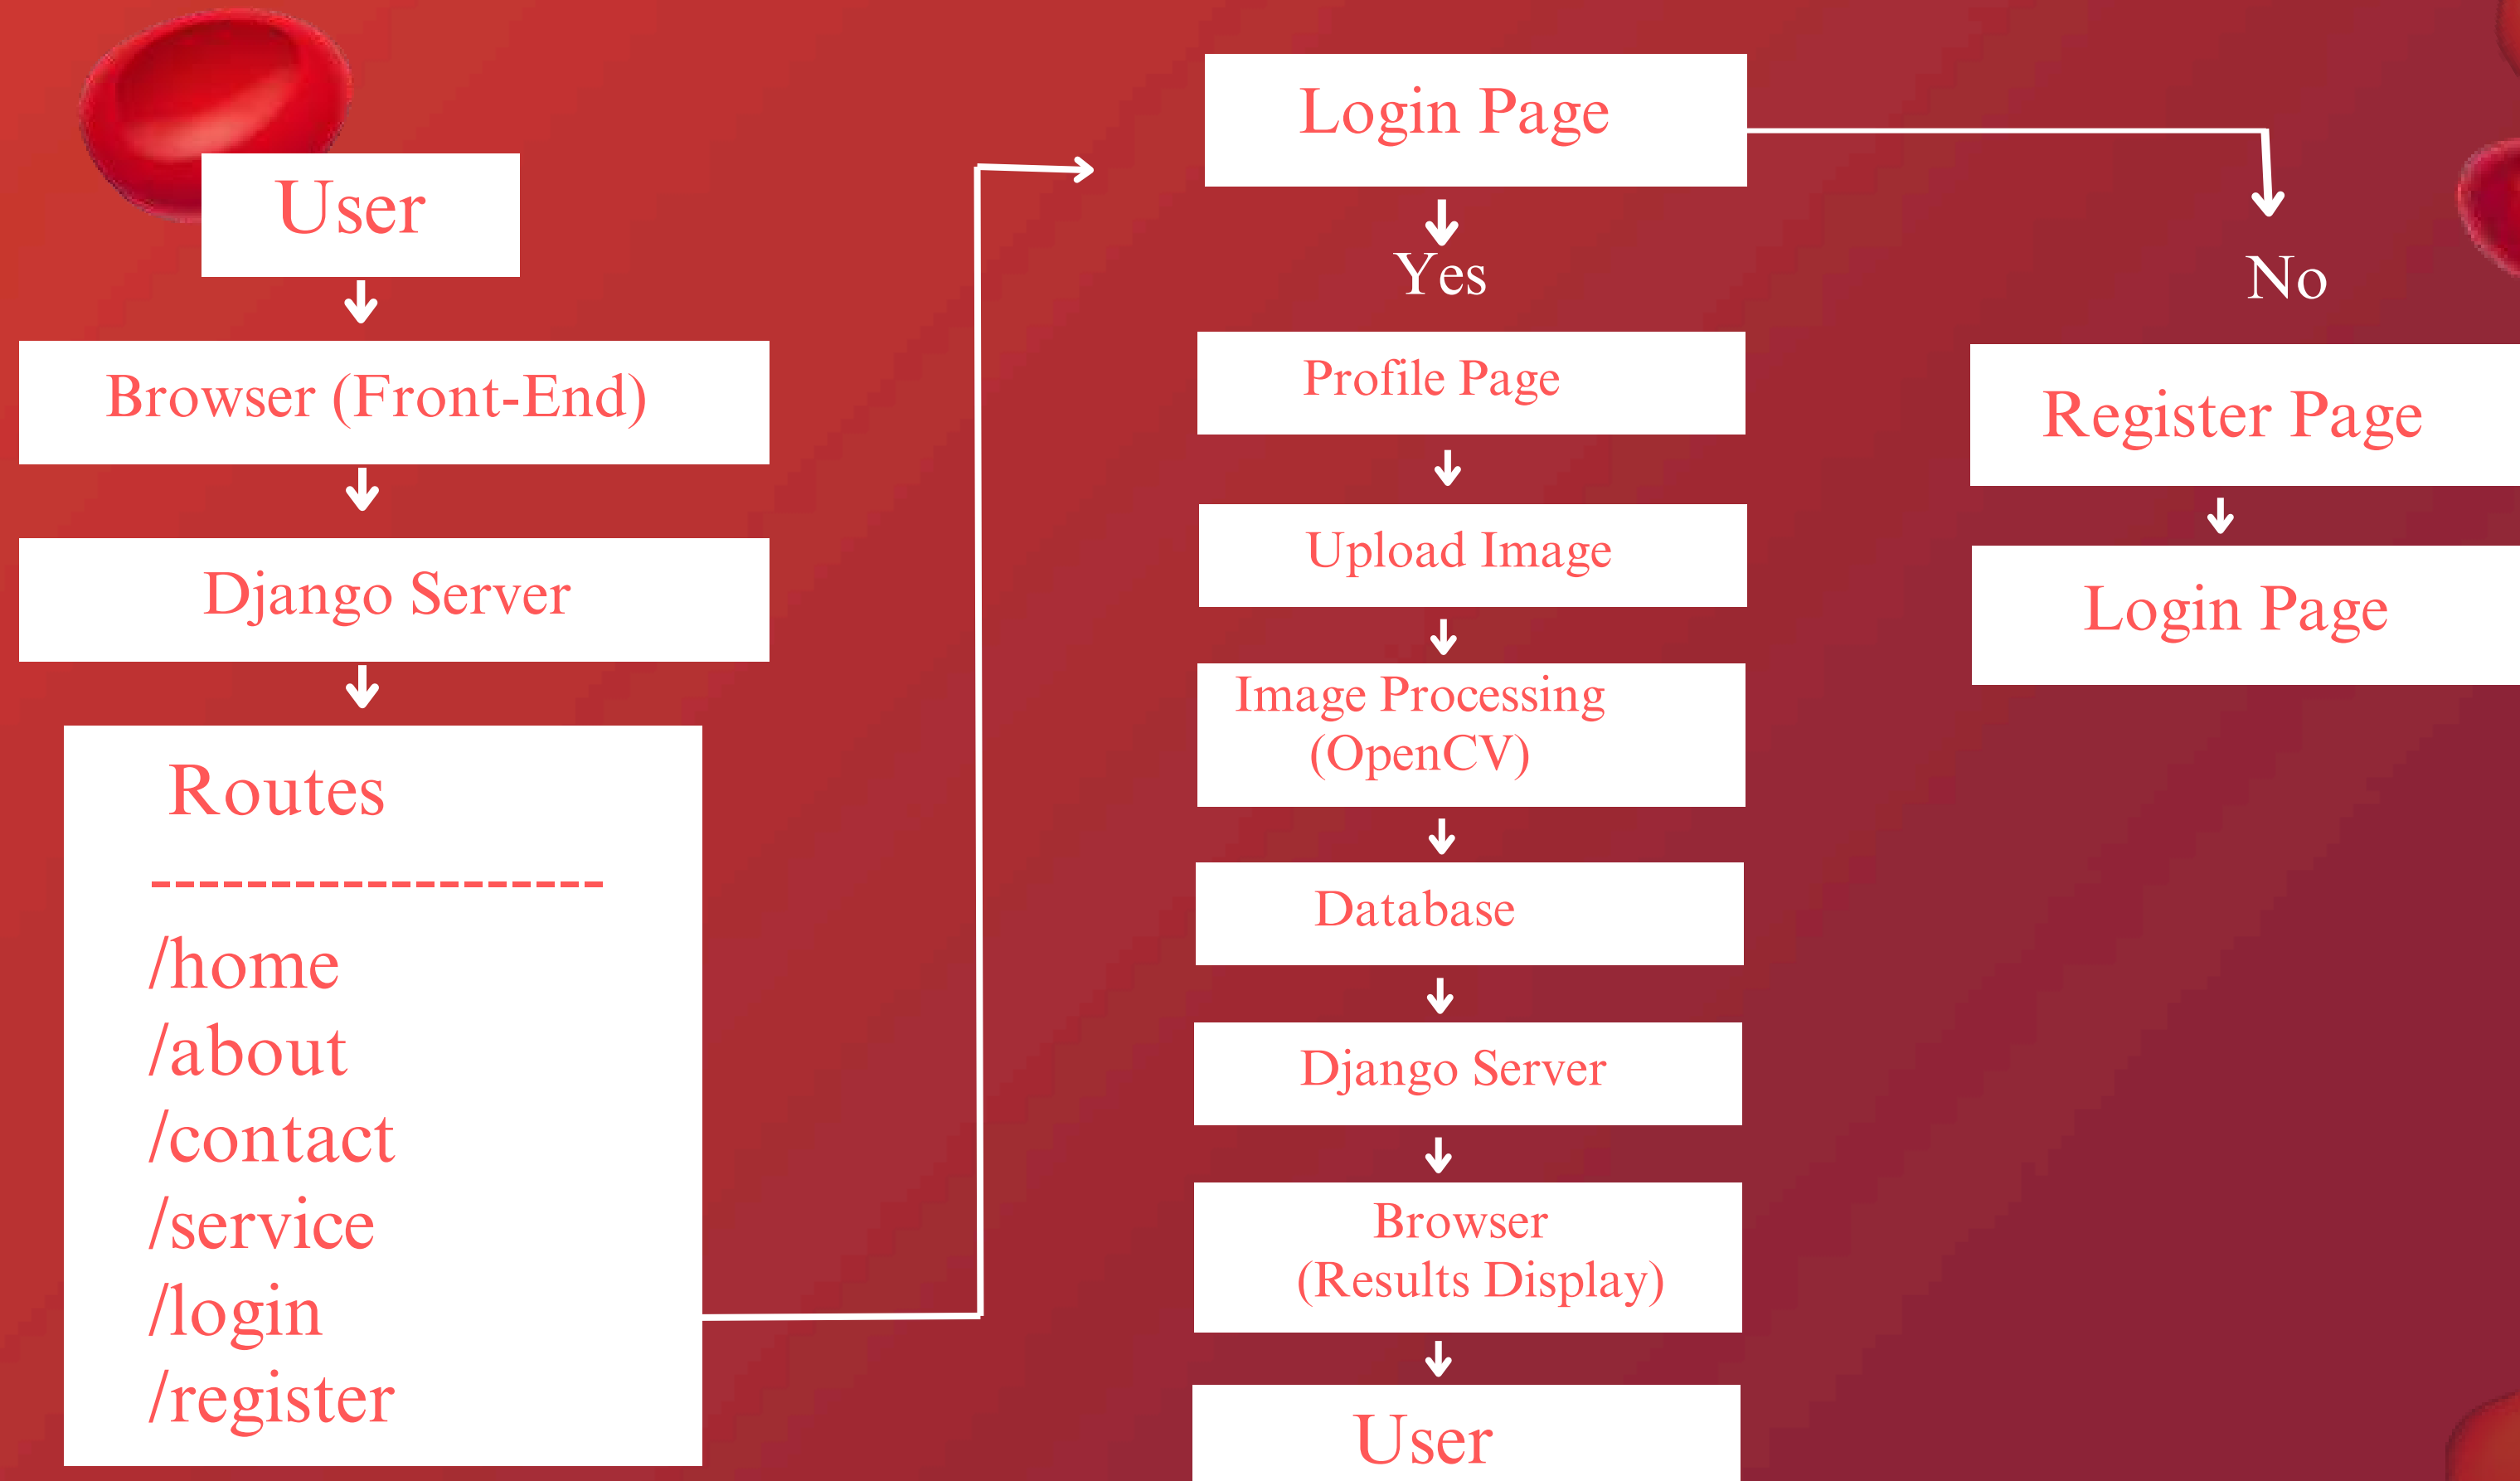 User
Browser (Front-End)
Django Server
Routes
-------------------
/home
/about
/contact
/service
/login
/register
Login Page
Yes
Profile Page
Upload Image
Image Processing
(OpenCV)
Database
Django Server
Browser
(Results Display)
User
No
Register Page
Login Page